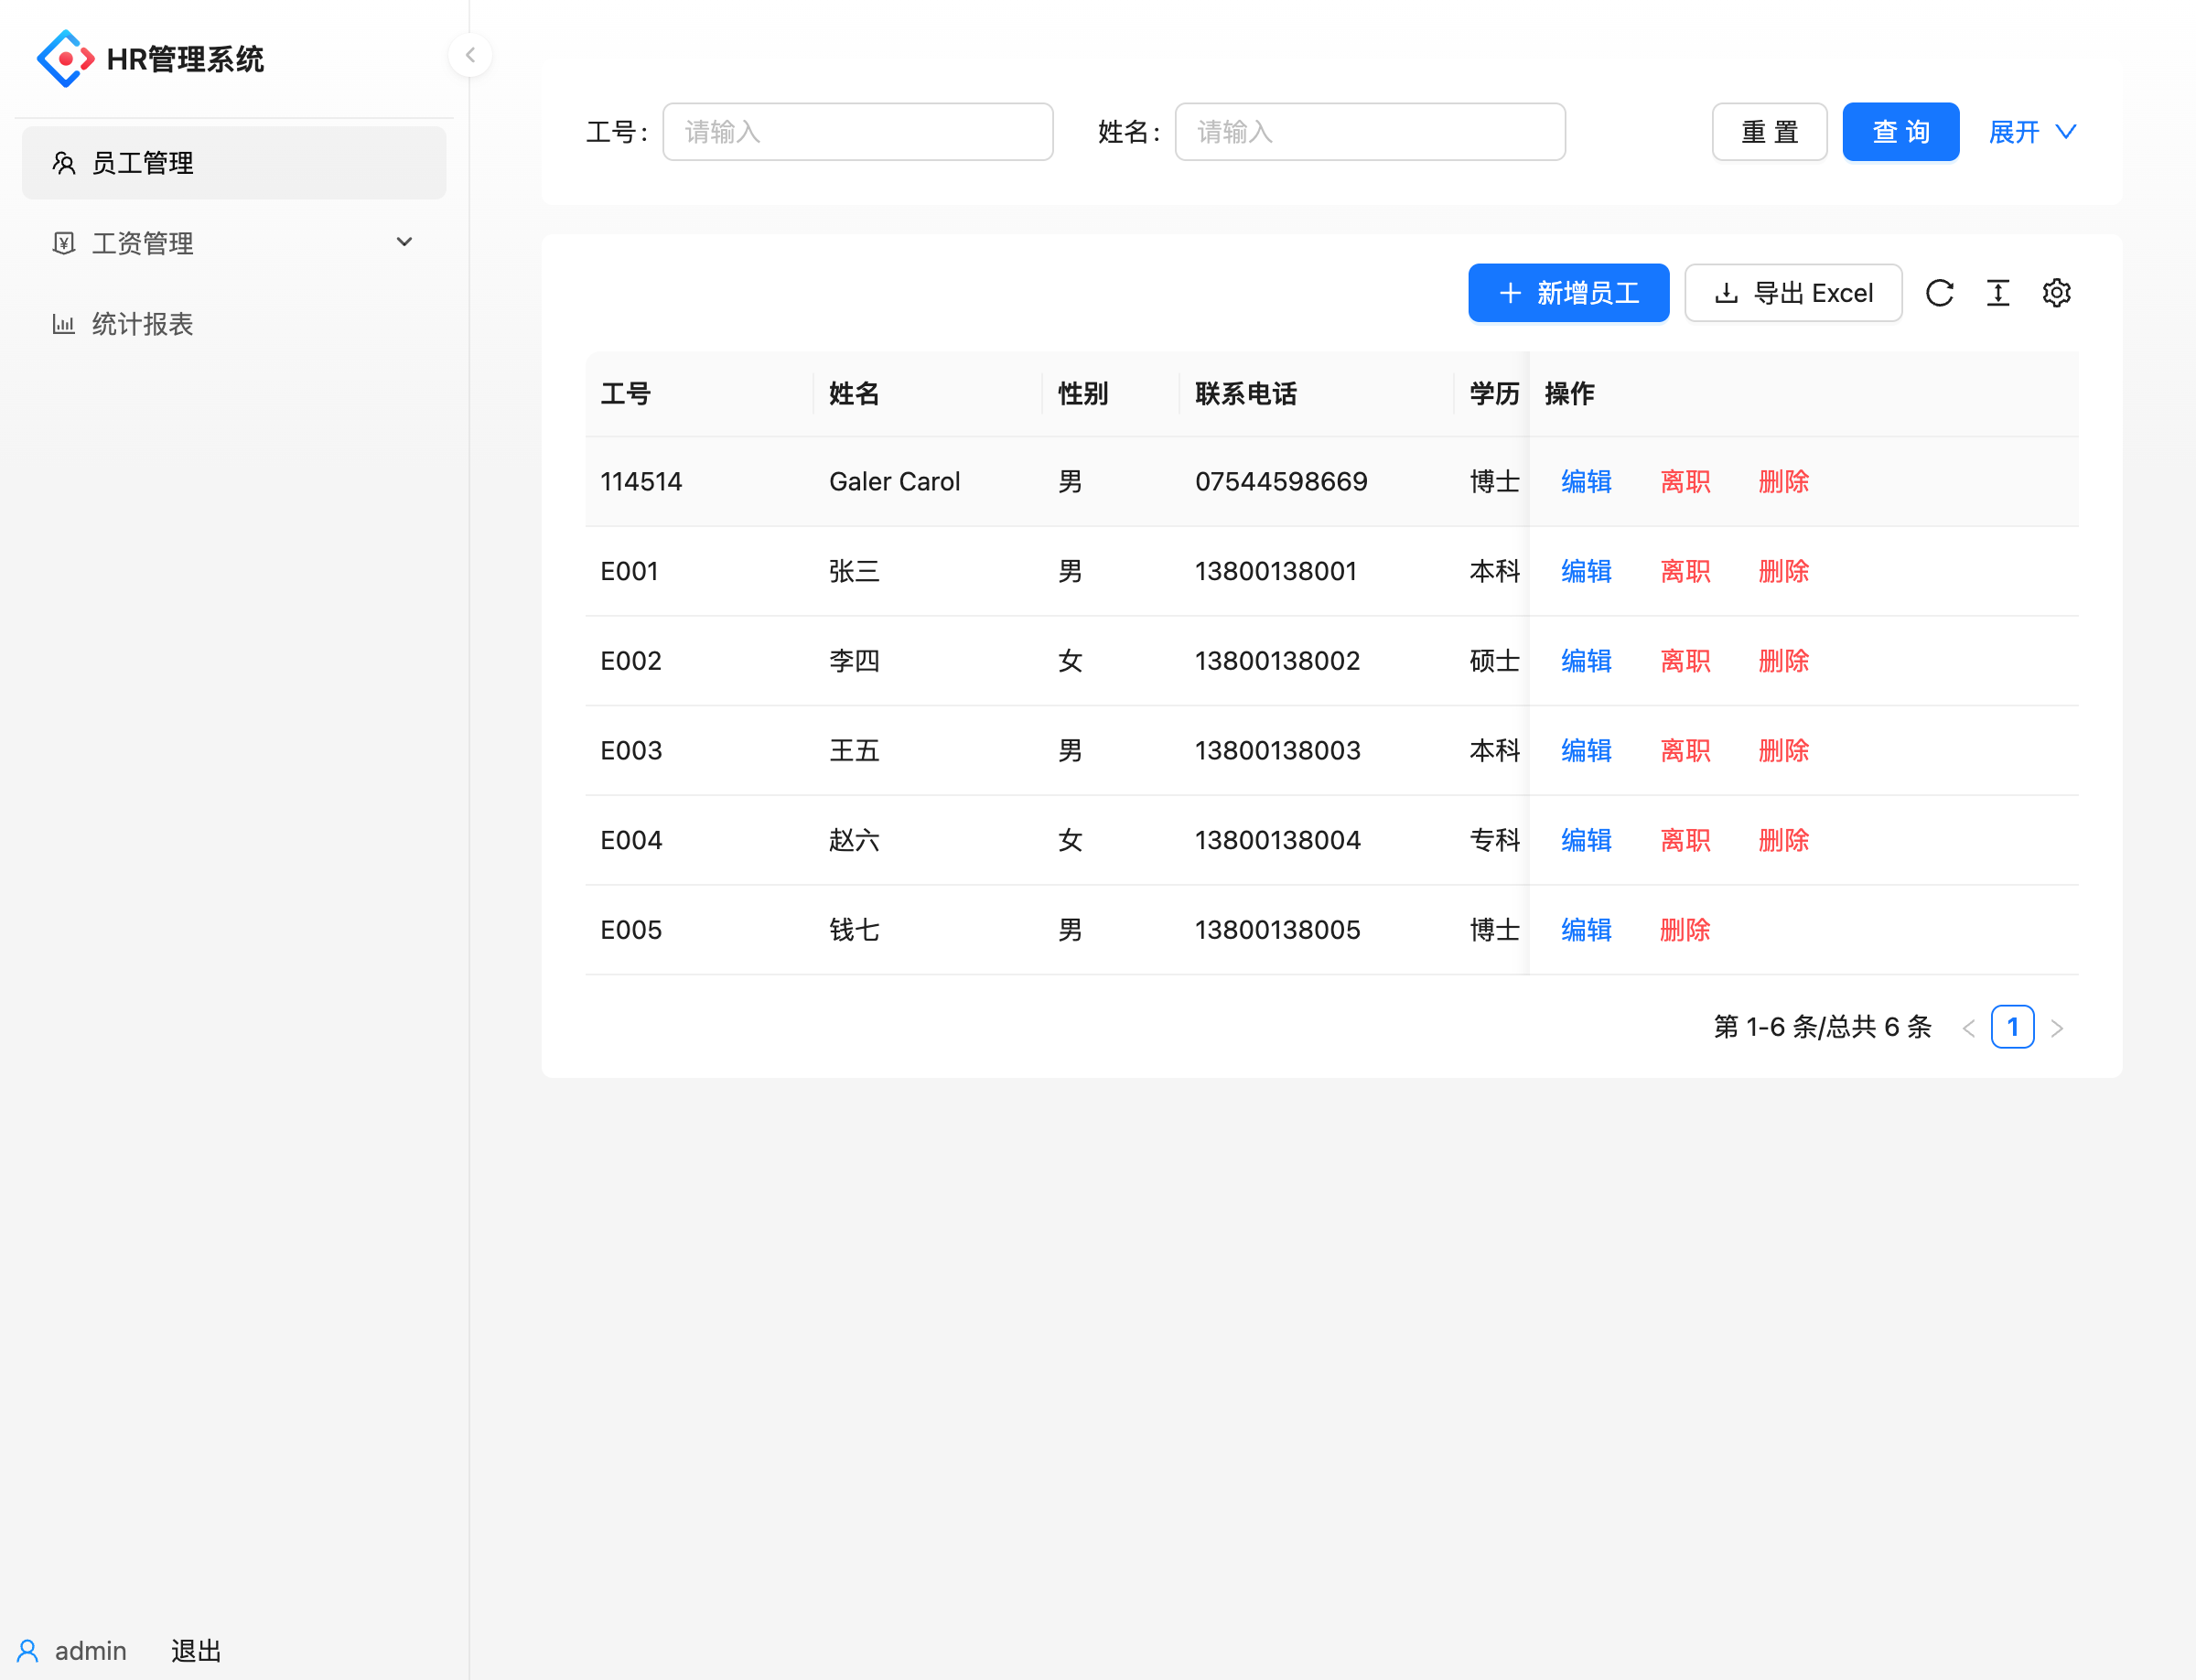 HR管理系统
员工管理
工资管理
统计报表
工号: 请输入 姓名: 请输入 重置 查询 展开
新增员工 导出 Excel
工号 姓名 性别 联系电话 学历 操作
114514 Galer Carol 男 07544598669 博士 编辑 离职 删除
E001 张三 男 13800138001 本科 编辑 离职 删除
E002 李四 女 13800138002 硕士 编辑 离职 删除
E003 王五 男 13800138003 本科 编辑 离职 删除
E004 赵六 女 13800138004 专科 编辑 离职 删除
E005 钱七 男 13800138005 博士 编辑 删除
第 1-6 条/总共 6 条 < 1 >
admin 退出